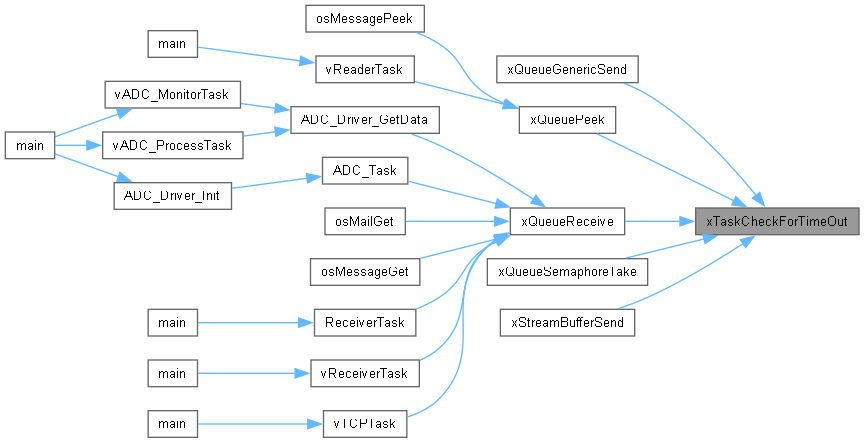 osMessagePeek
main
xQueueGenericSend
vReaderTask
vADC_MonitorTask
ADC_Driver_GetData
xQueuePeek
main
vADC_ProcessTask
ADC_Task
ADC_Driver_Init
osMailGet
xQueueReceive
xTaskCheckForTimeOut
osMessageGet
xQueueSemaphoreTake
main
ReceiverTask
xStreamBufferSend
main
vReceiverTask
main
vTCPTask